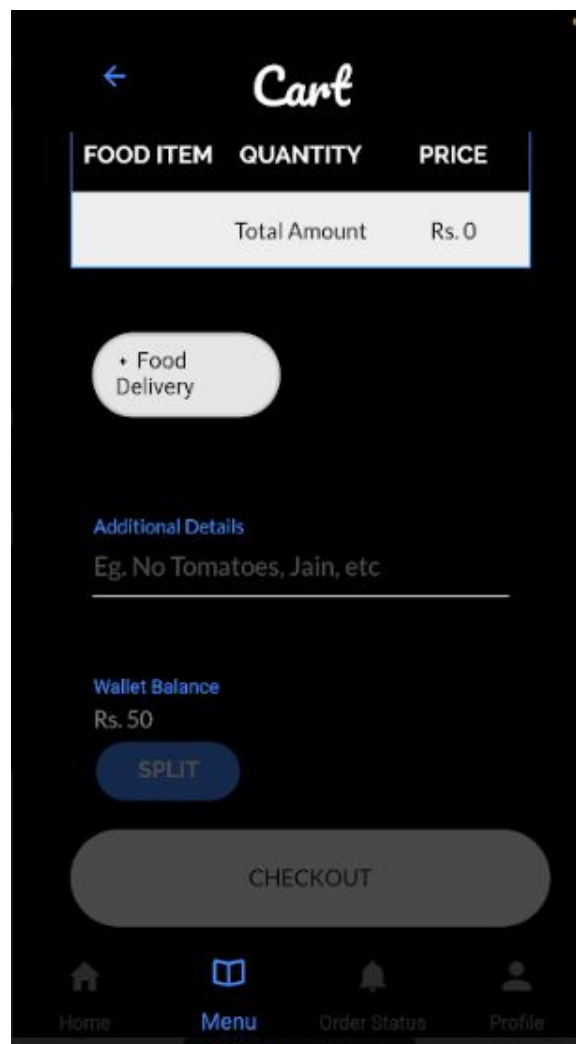 Cart
FOOD ITEM QUANTITY PRICE
Total Amount Rs. 0
+ Food
Delivery
Additional Details
Eg. No Tomatoes, Jain, etc
Wallet Balance
Rs. 50
SPLIT
CHECKOUT
Home Menu Order Status Profile